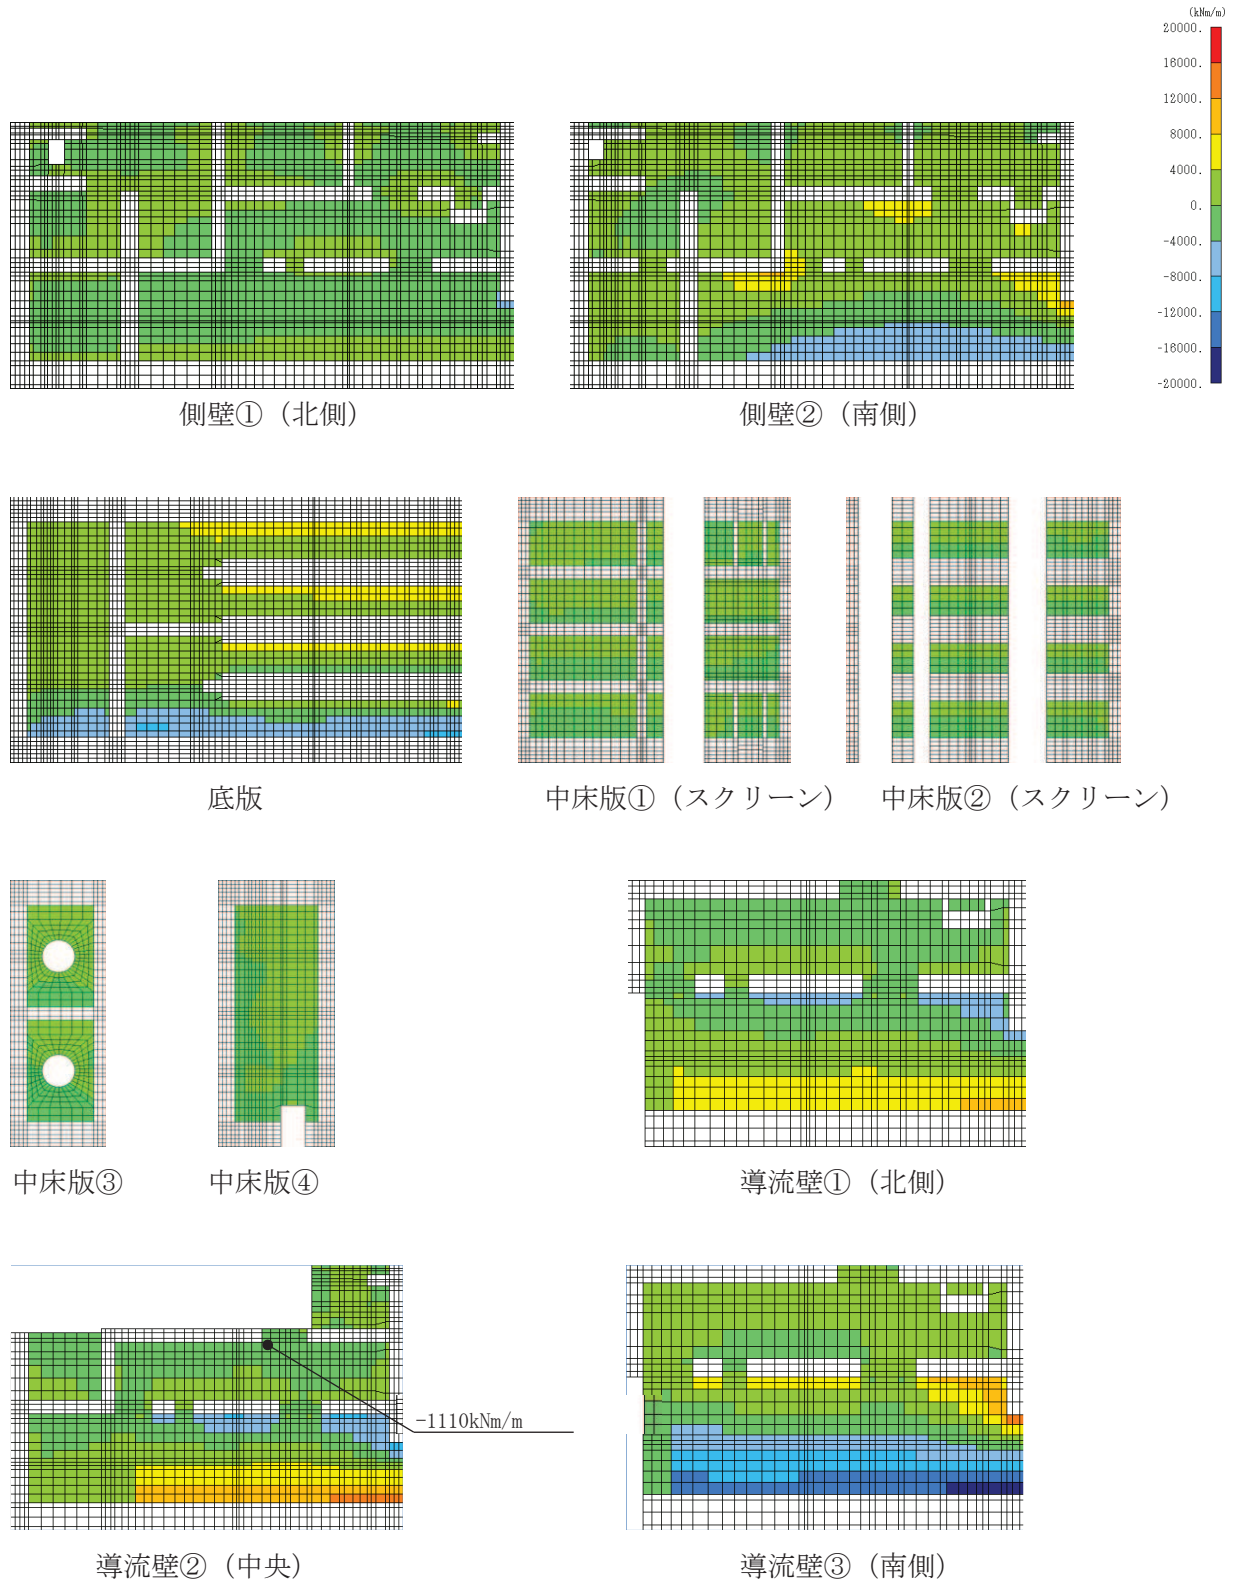 (kNm/m)
20000.
16000.
12000.
8000.
4000.
0.
-4000.
-8000.
-12000.
-16000.
-20000.
側壁①（北側） 側壁②（南側）
底版 中床版①（スクリーン） 中床版②（スクリーン）
中床版③ 中床版④ 導流壁①（北側）
-1110kNm/m
導流壁②（中央） 導流壁③（南側）